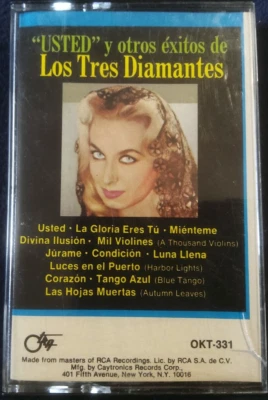 "USTED" y otros éxitos de
Los Tres Diamantes
Usted · La Gloria Eres Tú · Miénteme
Divina Ilusión · Mil Violines (A Thousand Violins)
Júrame · Condición · Luna Llena
Luces en el Puerto (Harbor Lights)
Corazón · Tango Azul (Blue Tango)
Las Hojas Muertas (Autumn Leaves)
OKT-331
Made from masters of RCA Recordings. Lic. by RCA S.A. de C.V.
Mfg. by Caytronics Records Corp.
401 Fifth Avenue, New York, N.Y. 10016